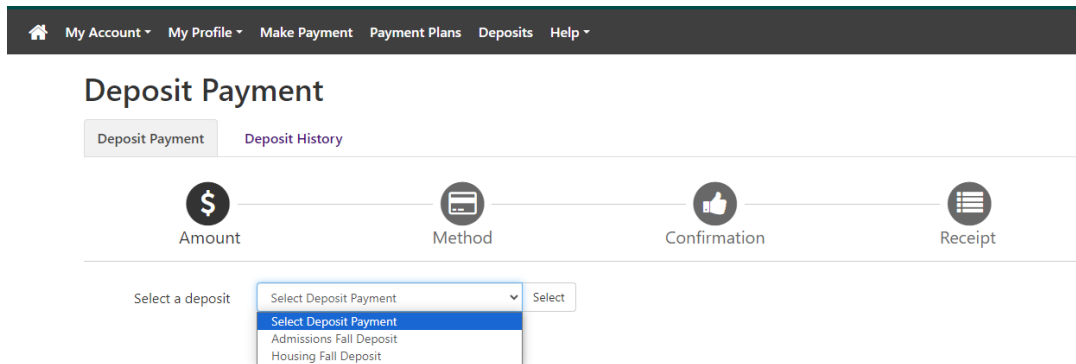 My Account My Profile Make Payment Payment Plans Deposits Help
Deposit Payment
Deposit Payment Deposit History
$
Amount Method Confirmation Receipt
Select a deposit Select Deposit Payment Select
Select Deposit Payment
Admissions Fall Deposit
Housing Fall Deposit